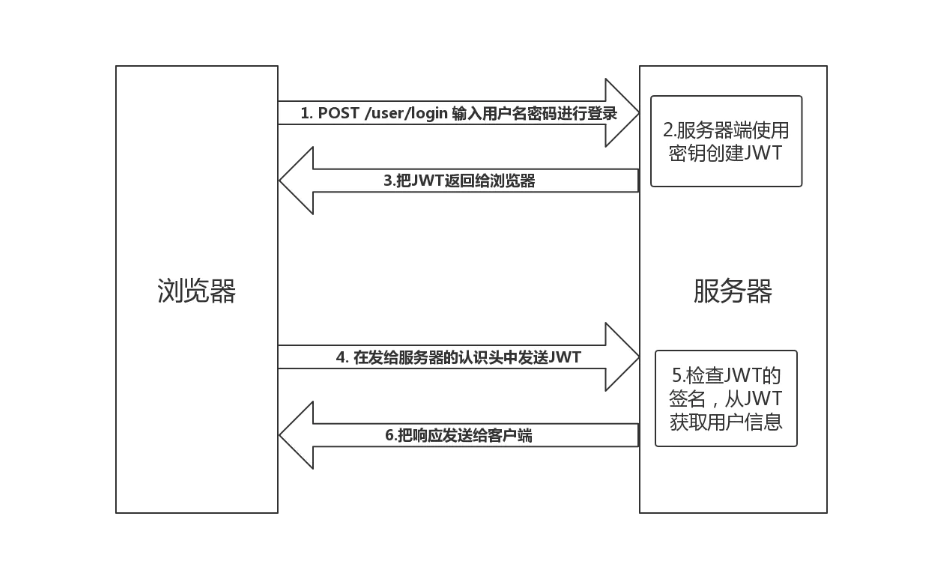 1. POST /user/login 输入用户名密码进行登录
2.服务器端使用
密钥创建JWT
3.把JWT返回给浏览器
浏览器
服务器
4. 在发给服务器的认识头中发送JWT
5.检查JWT的
签名，从JWT
获取用户信息
6.把响应发送给客户端